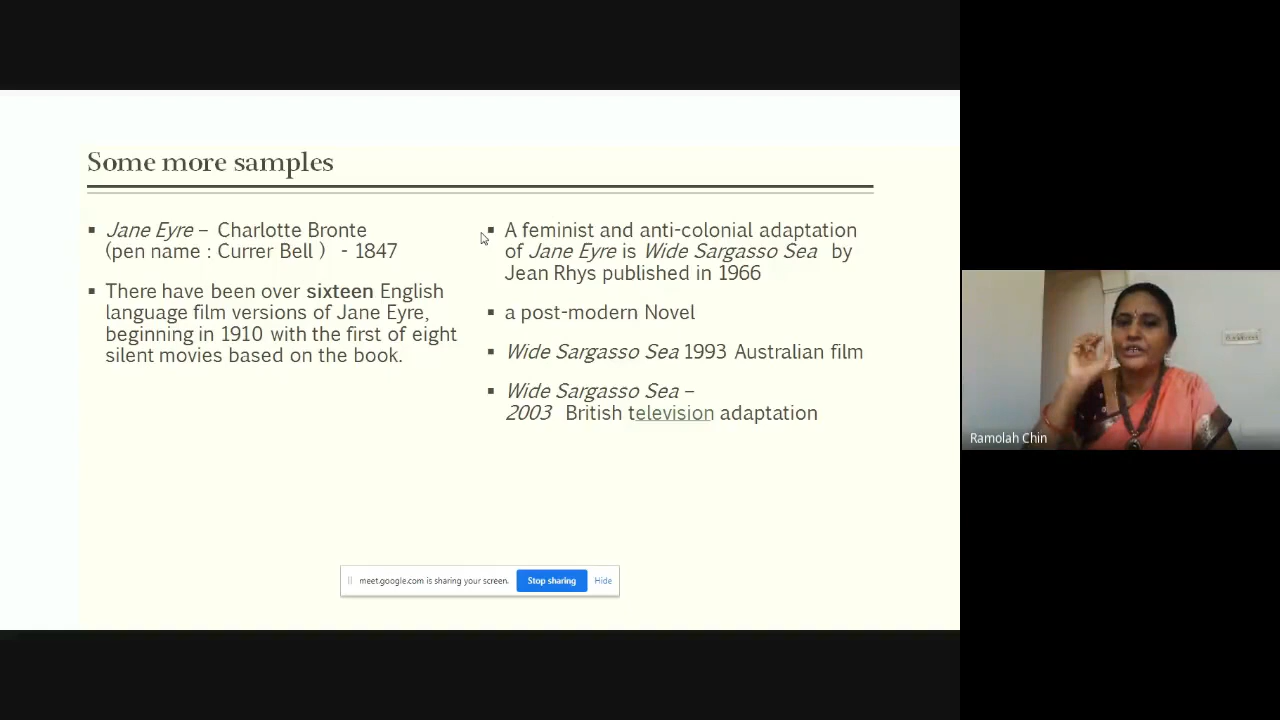 Some more samples
▪ Jane Eyre – Charlotte Bronte
(pen name : Currer Bell ) - 1847
▪ There have been over sixteen English
language film versions of Jane Eyre,
beginning in 1910 with the first of eight
silent movies based on the book.
▪ A feminist and anti-colonial adaptation
of Jane Eyre is Wide Sargasso Sea by
Jean Rhys published in 1966
▪ a post-modern Novel
▪ Wide Sargasso Sea 1993 Australian film
▪ Wide Sargasso Sea –
2003 British television adaptation
meet.google.com is sharing your screen. Stop sharing Hide
Ramolah Chin